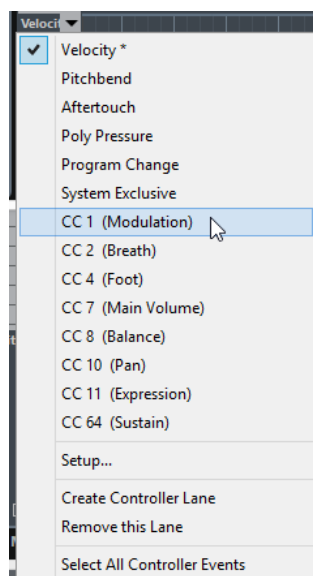 Velocit
Velocity *
Pitchbend
Aftertouch
Poly Pressure
Program Change
System Exclusive
CC 1 (Modulation)
CC 2 (Breath)
CC 4 (Foot)
CC 7 (Main Volume)
CC 8 (Balance)
CC 10 (Pan)
CC 11 (Expression)
CC 64 (Sustain)
Setup...
Create Controller Lane
Remove this Lane
Select All Controller Events